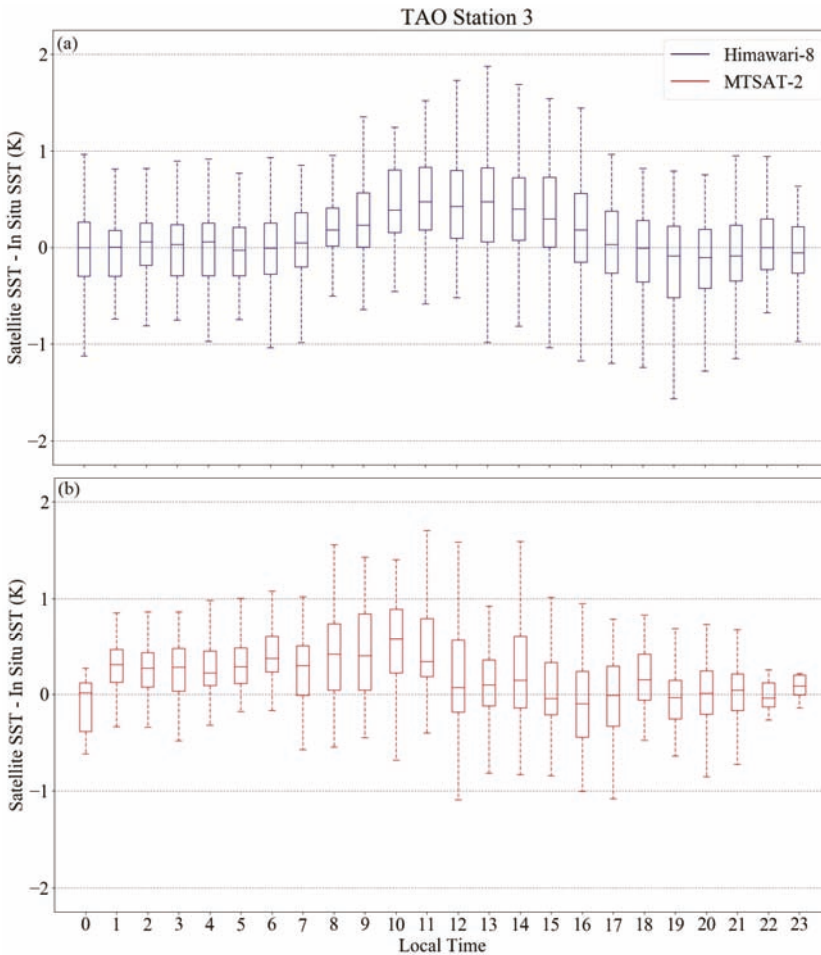 TAO Station 3
(a)
Himawari-8
MTSAT-2
2
1
0
−1
−2
Satellite SST - In Situ SST (K)
(b)
2
1
0
−1
−2
Satellite SST - In Situ SST (K)
0 1 2 3 4 5 6 7 8 9 10 11 12 13 14 15 16 17 18 19 20 21 22 23
Local Time